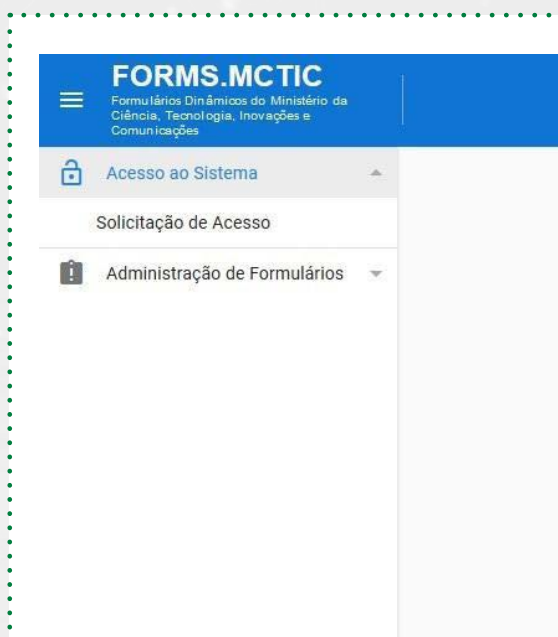 FORMS.MCTIC
Formulários Dinâmicos do Ministério da
Ciência, Tecnologia, Inovações e
Comunicações
Acesso ao Sistema
Solicitação de Acesso
Administração de Formulários